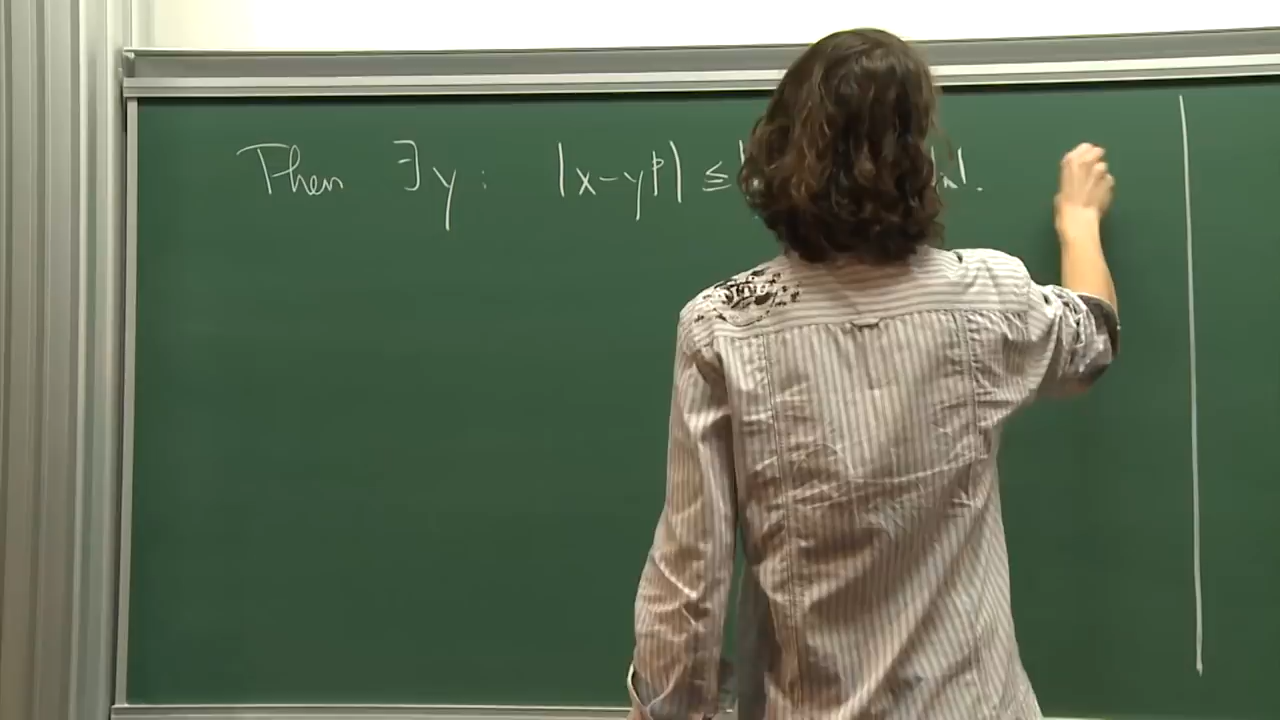 Then ∃y: |x-y^p| ≤